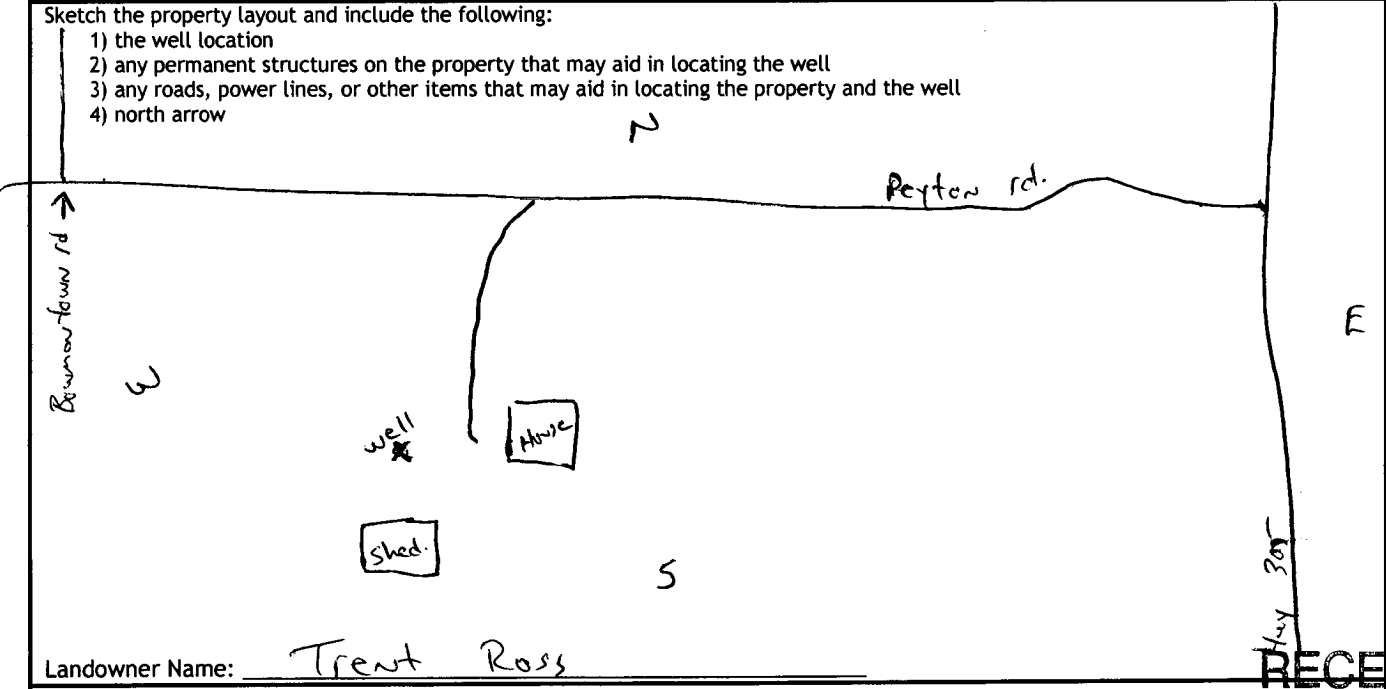 Sketch the property layout and include the following:
1) the well location
2) any permanent structures on the property that may aid in locating the well
3) any roads, power lines, or other items that may aid in locating the property and the well
4) north arrow
N
Peyton rd.
Bowmantown rd →
E
W
well
House
Shed.
S
Hwy 305
Landowner Name: Trent Ross
RECE